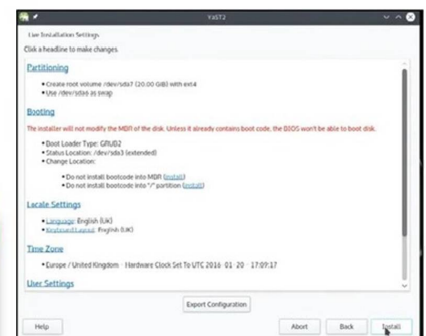 YaST2
Live Installation Settings
Click a headline to make changes.
Partitioning
• Create root volume /dev/sda7 (20.00 GiB) with ext4
• Use /dev/sda6 as swap
Booting
The installer will not modify the MBR of the disk. Unless it already contains boot code, the BIOS won't be able to boot disk.
• Boot Loader Type: GRUB2
• Status Location: /dev/sda3 (extended)
• Change Location:
• Do not install bootcode into MBR (install)
• Do not install bootcode into "/" partition (install)
Locale Settings
• Language: English (UK)
• Keyboard Layout: English (UK)
Time Zone
• Europe / United Kingdom - Hardware Clock Set To UTC 2016-01-20 - 17:09:17
User Settings
Export Configuration
Help
Abort
Back
Install